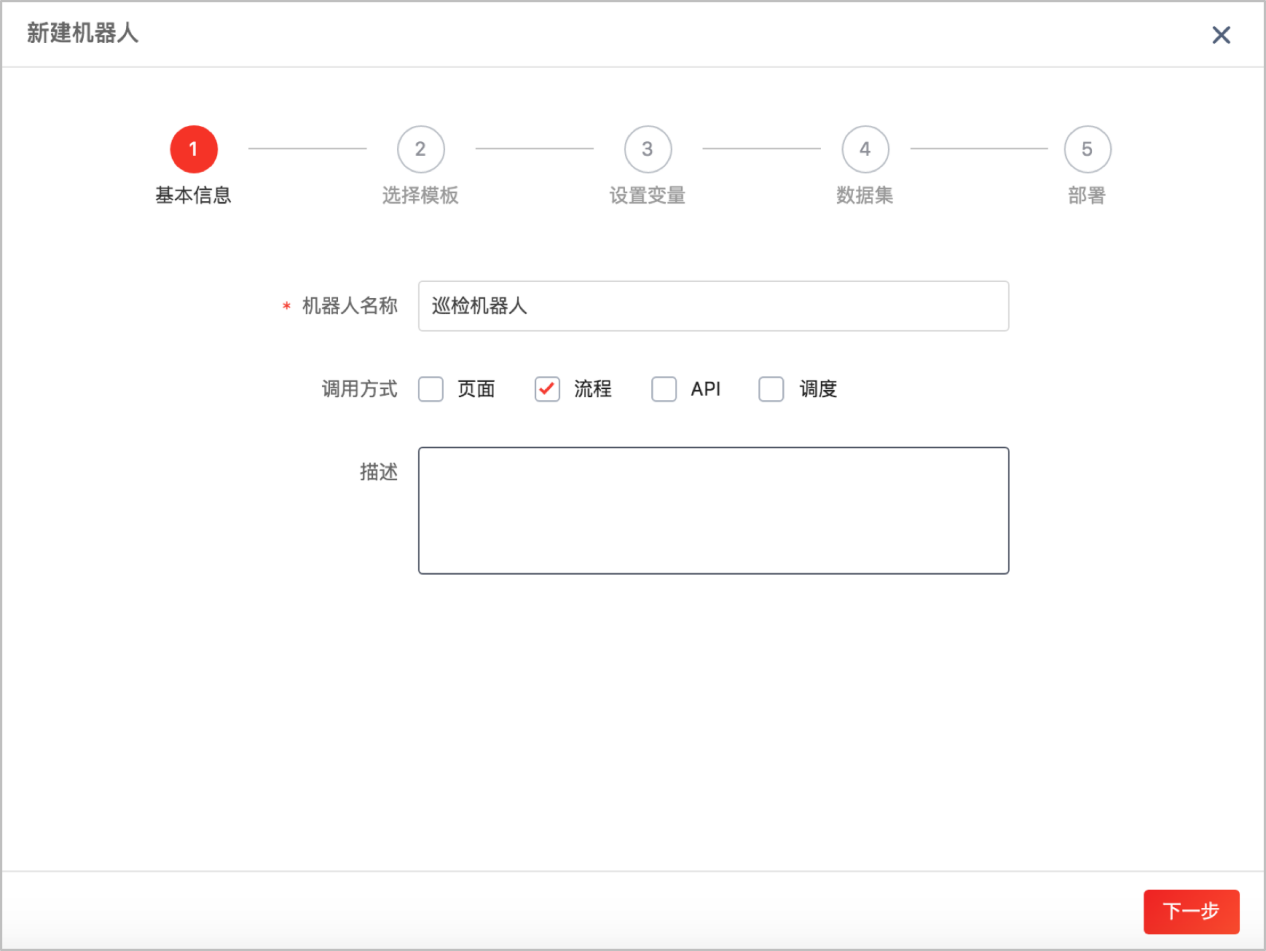 新建机器人
1 2 3 4 5
基本信息 选择模板 设置变量 数据集 部署
* 机器人名称 巡检机器人
调用方式 页面 流程 API 调度
描述
下一步